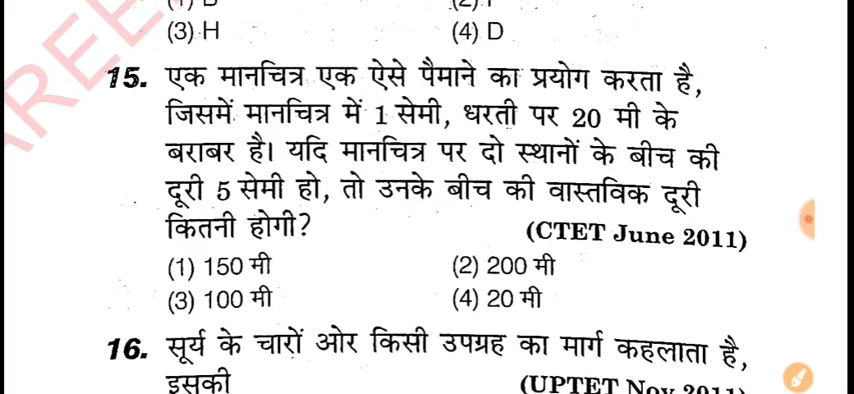 (3) H (4) D
15. एक मानचित्र एक ऐसे पैमाने का प्रयोग करता है,
जिसमें मानचित्र में 1 सेमी, धरती पर 20 मी के
बराबर है। यदि मानचित्र पर दो स्थानों के बीच की
दूरी 5 सेमी हो, तो उनके बीच की वास्तविक दूरी
कितनी होगी? (CTET June 2011)
(1) 150 मी (2) 200 मी
(3) 100 मी (4) 20 मी
16. सूर्य के चारों ओर किसी उपग्रह का मार्ग कहलाता है,
इसकी (UPTET Nov 2011)